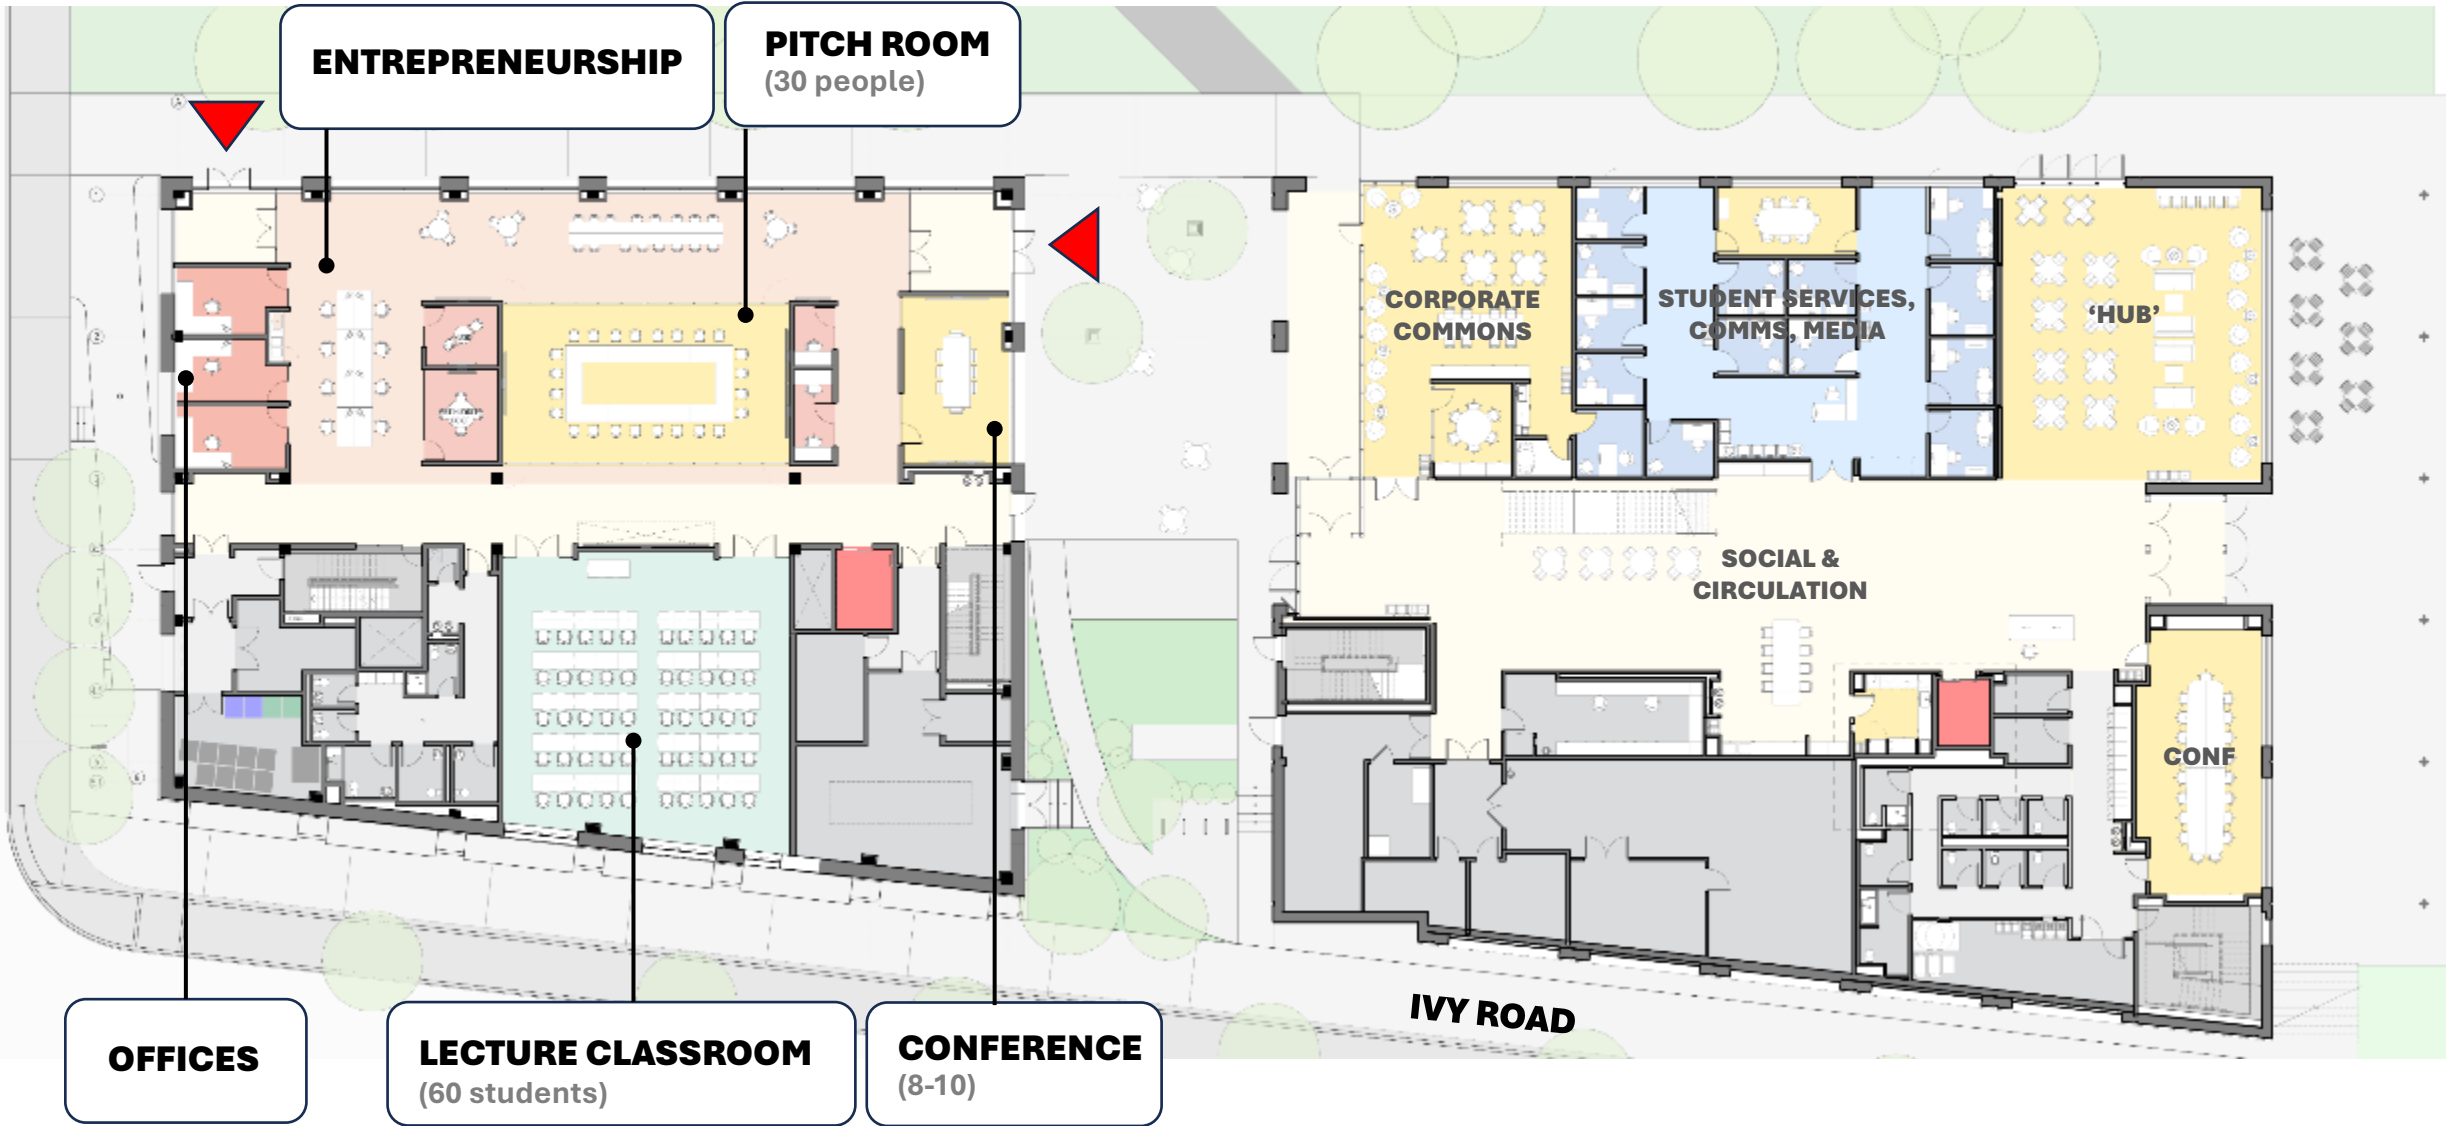 ENTREPRENEURSHIP
PITCH ROOM
(30 people)
CORPORATE
COMMONS
STUDENT SERVICES,
COMMS, MEDIA
‘HUB’
SOCIAL &
CIRCULATION
CONF
IVY ROAD
OFFICES
LECTURE CLASSROOM
(60 students)
CONFERENCE
(8-10)